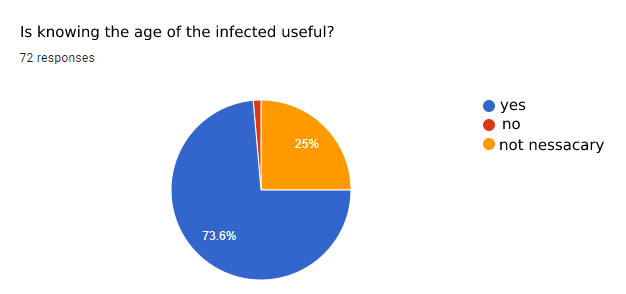 Is knowing the age of the infected useful?
72 responses
yes
no
not nessacary
25%
73.6%